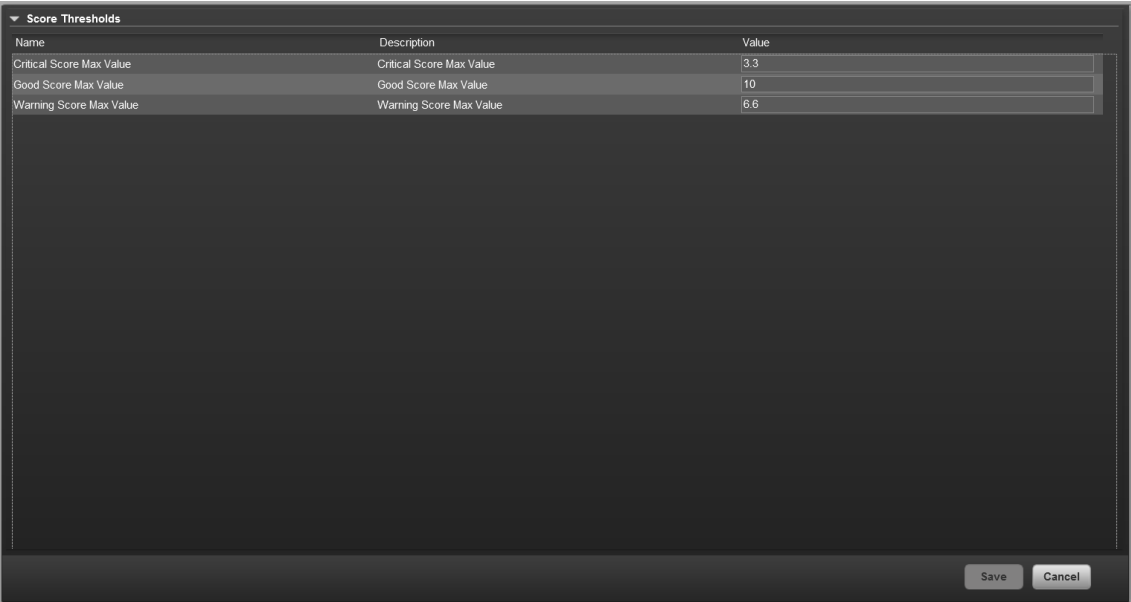 Score Thresholds
Name Description Value
Critical Score Max Value Critical Score Max Value 3.3
Good Score Max Value Good Score Max Value 10
Warning Score Max Value Warning Score Max Value 6.6
Save Cancel